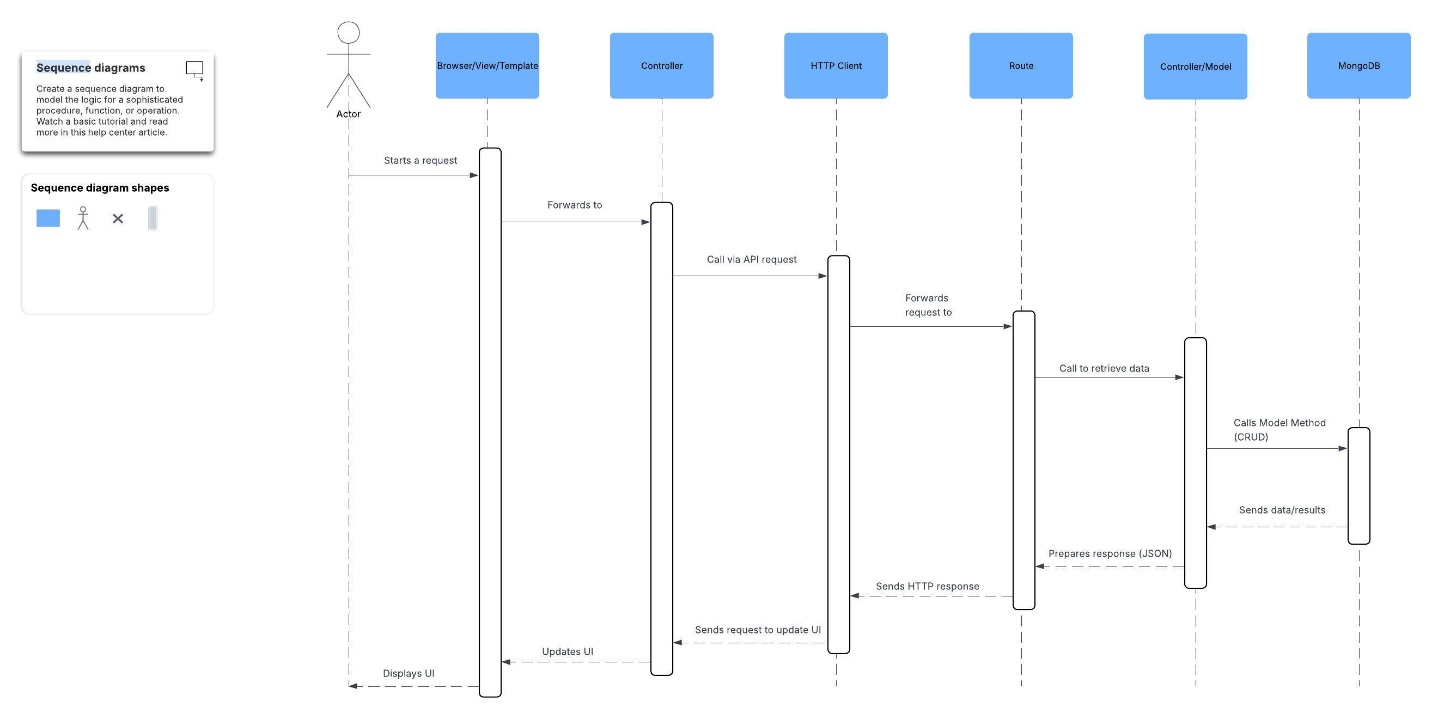 Sequence diagrams
Create a sequence diagram to
model the logic for a sophisticated
procedure, function, or operation.
Watch a basic tutorial and read
more in this help center article.
Sequence diagram shapes
Actor
Browser/View/Template
Controller
HTTP Client
Route
Controller/Model
MongoDB
Starts a request
Forwards to
Call via API request
Forwards
request to
Call to retrieve data
Calls Model Method
(CRUD)
Sends data/results
Prepares response (JSON)
Sends HTTP response
Sends request to update UI
Updates UI
Displays UI